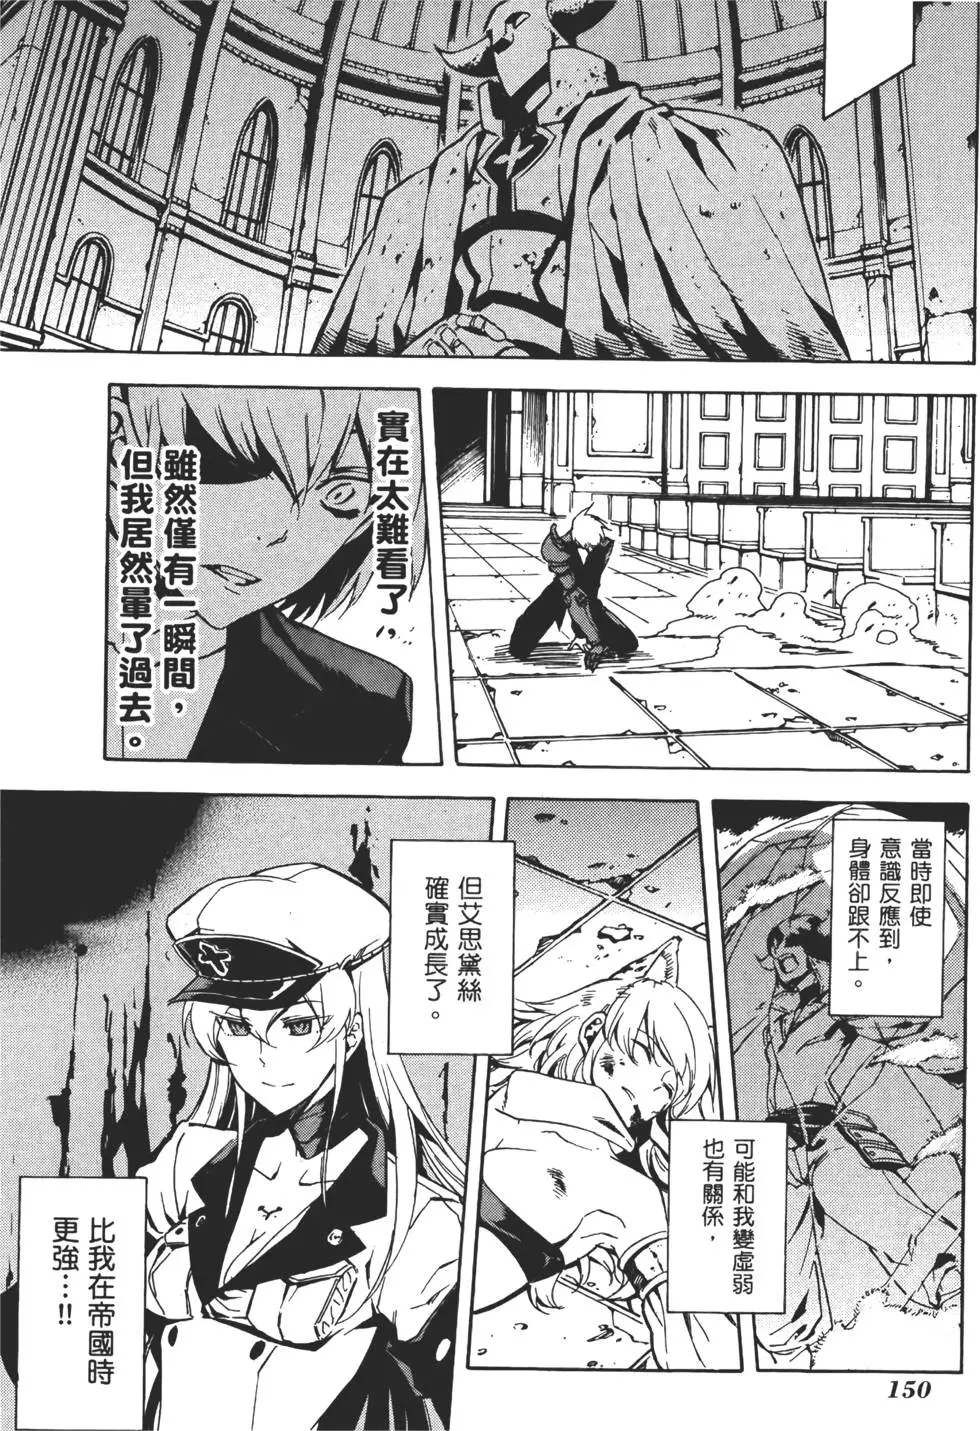 實在太難看了,
雖然僅有一瞬間,
但我居然暈了過去。
當時即使
意識反應到,
身體卻跟不上。
可能和我變虛弱
也有關係,
但艾思黛絲
確實成長了。
比我在帝國時
更強…!!
150